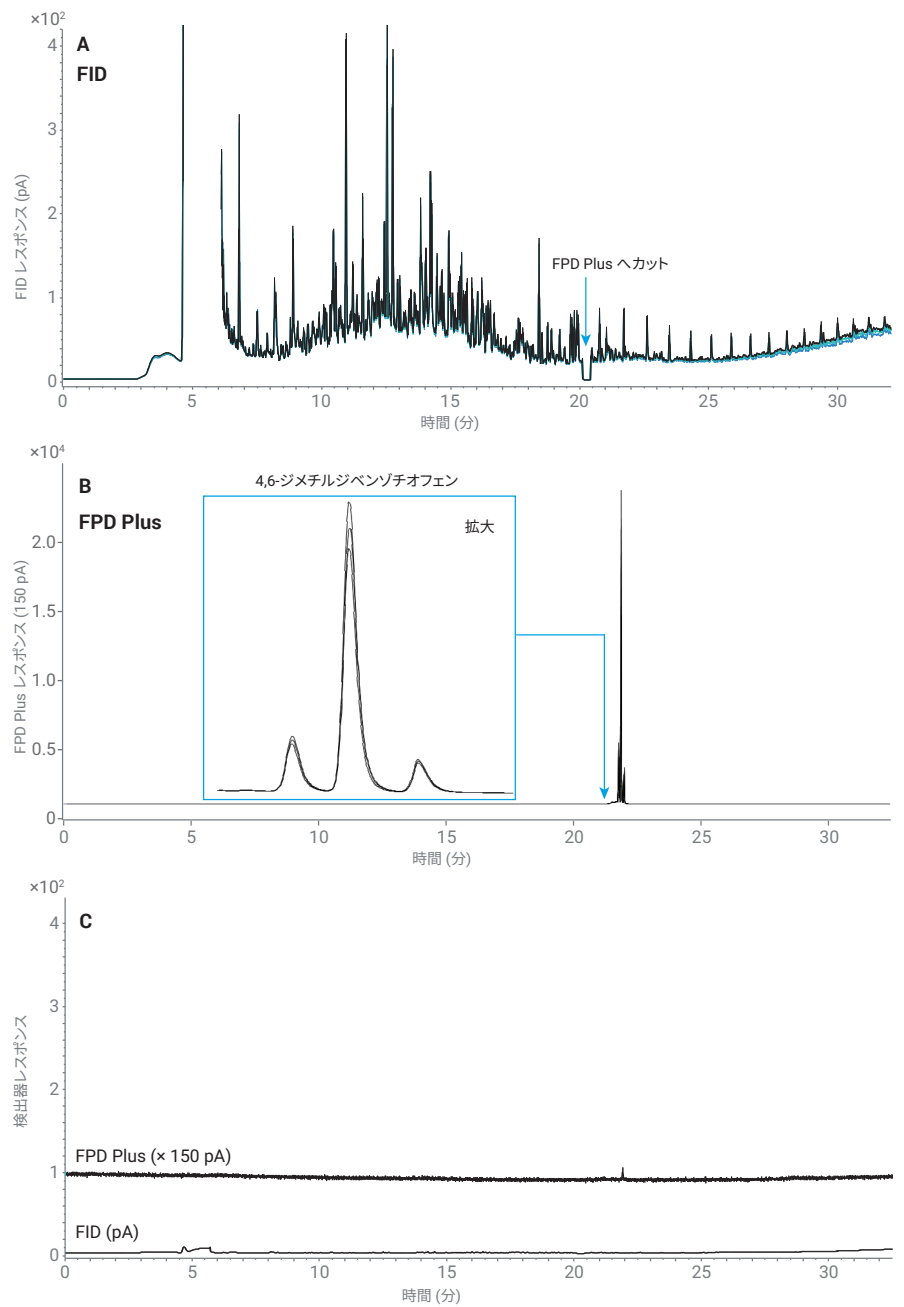 ×10²
A
FID
4
3
2
1
0
FID レスポンス (pA)
FPD Plus へカット
0 5 10 15 20 25 30
時間 (分)
×10⁴
B
FPD Plus
4,6-ジメチルジベンゾチオフェン
拡大
2.0
1.5
1.0
0.5
0
FPD Plus レスポンス (150 pA)
0 5 10 15 20 25 30
時間 (分)
×10²
C
4
3
2
1
0
検出器レスポンス
FPD Plus (× 150 pA)
FID (pA)
0 5 10 15 20 25 30
時間 (分)